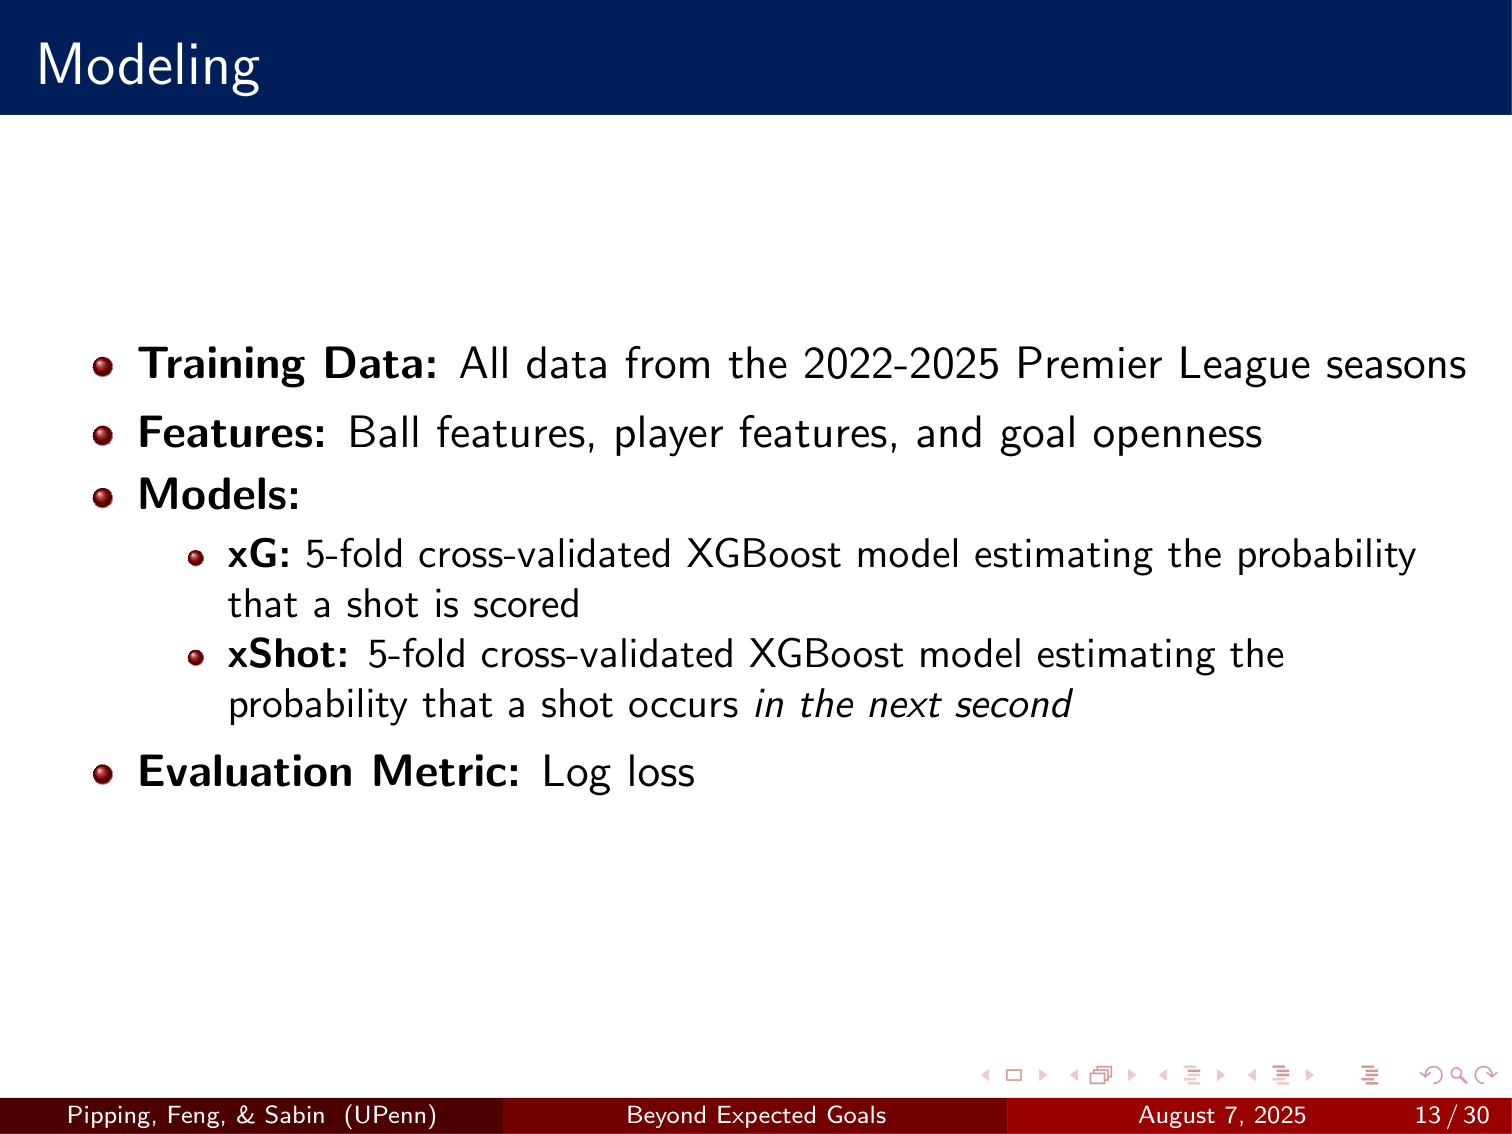 Modeling
Training Data: All data from the 2022-2025 Premier League seasons
Features: Ball features, player features, and goal openness
Models:
xG: 5-fold cross-validated XGBoost model estimating the probability
that a shot is scored
xShot: 5-fold cross-validated XGBoost model estimating the
probability that a shot occurs in the next second
Evaluation Metric: Log loss
Pipping, Feng, & Sabin (UPenn) Beyond Expected Goals August 7, 2025 13 / 30